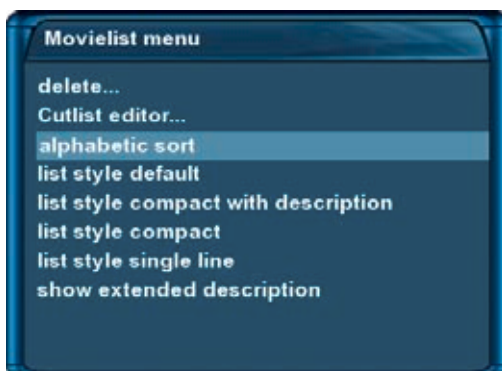 Movielist menu
delete...
Cutlist editor...
alphabetic sort
list style default
list style compact with description
list style compact
list style single line
show extended description